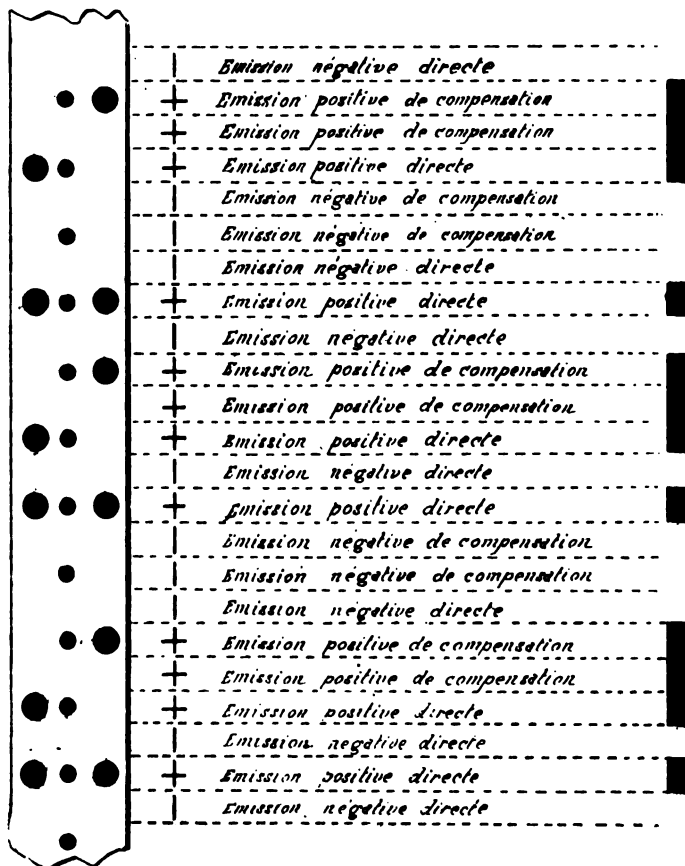 Emission négative directe
+ Emission positive de compensation
+ Emission positive de compensation
+ Emission positive directe
Emission négative de compensation
Emission négative de compensation
Emission négative directe
+ Emission positive directe
Emission négative directe
+ Emission positive de compensation
+ Emission positive de compensation
+ Emission positive directe
Emission négative directe
+ Emission positive directe
Emission négative de compensation
Emission négative de compensation
Emission négative directe
+ Emission positive de compensation
+ Emission positive de compensation
+ Emission positive directe
Emission négative directe
+ Emission positive directe
Emission négative directe